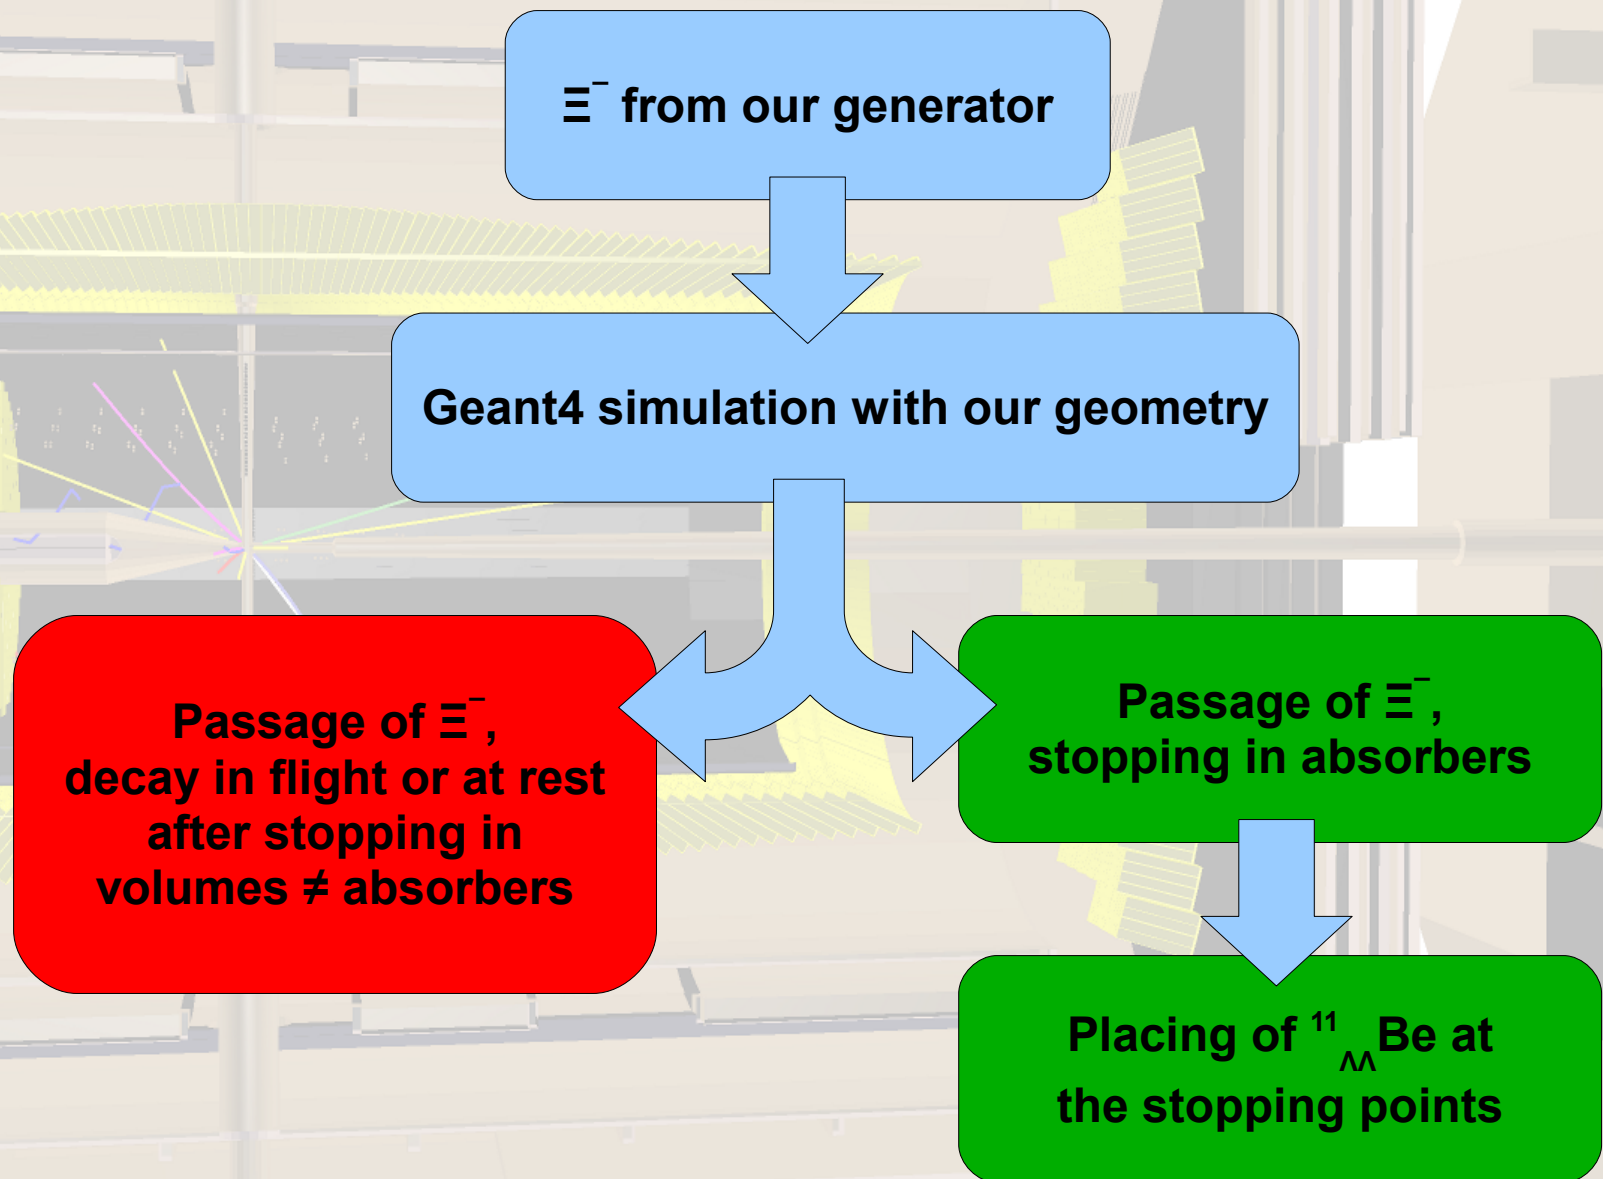 Ξ⁻ from our generator
Geant4 simulation with our geometry
Passage of Ξ⁻,
decay in flight or at rest
after stopping in
volumes ≠ absorbers
Passage of Ξ⁻,
stopping in absorbers
Placing of ¹¹ΛΛBe at
the stopping points